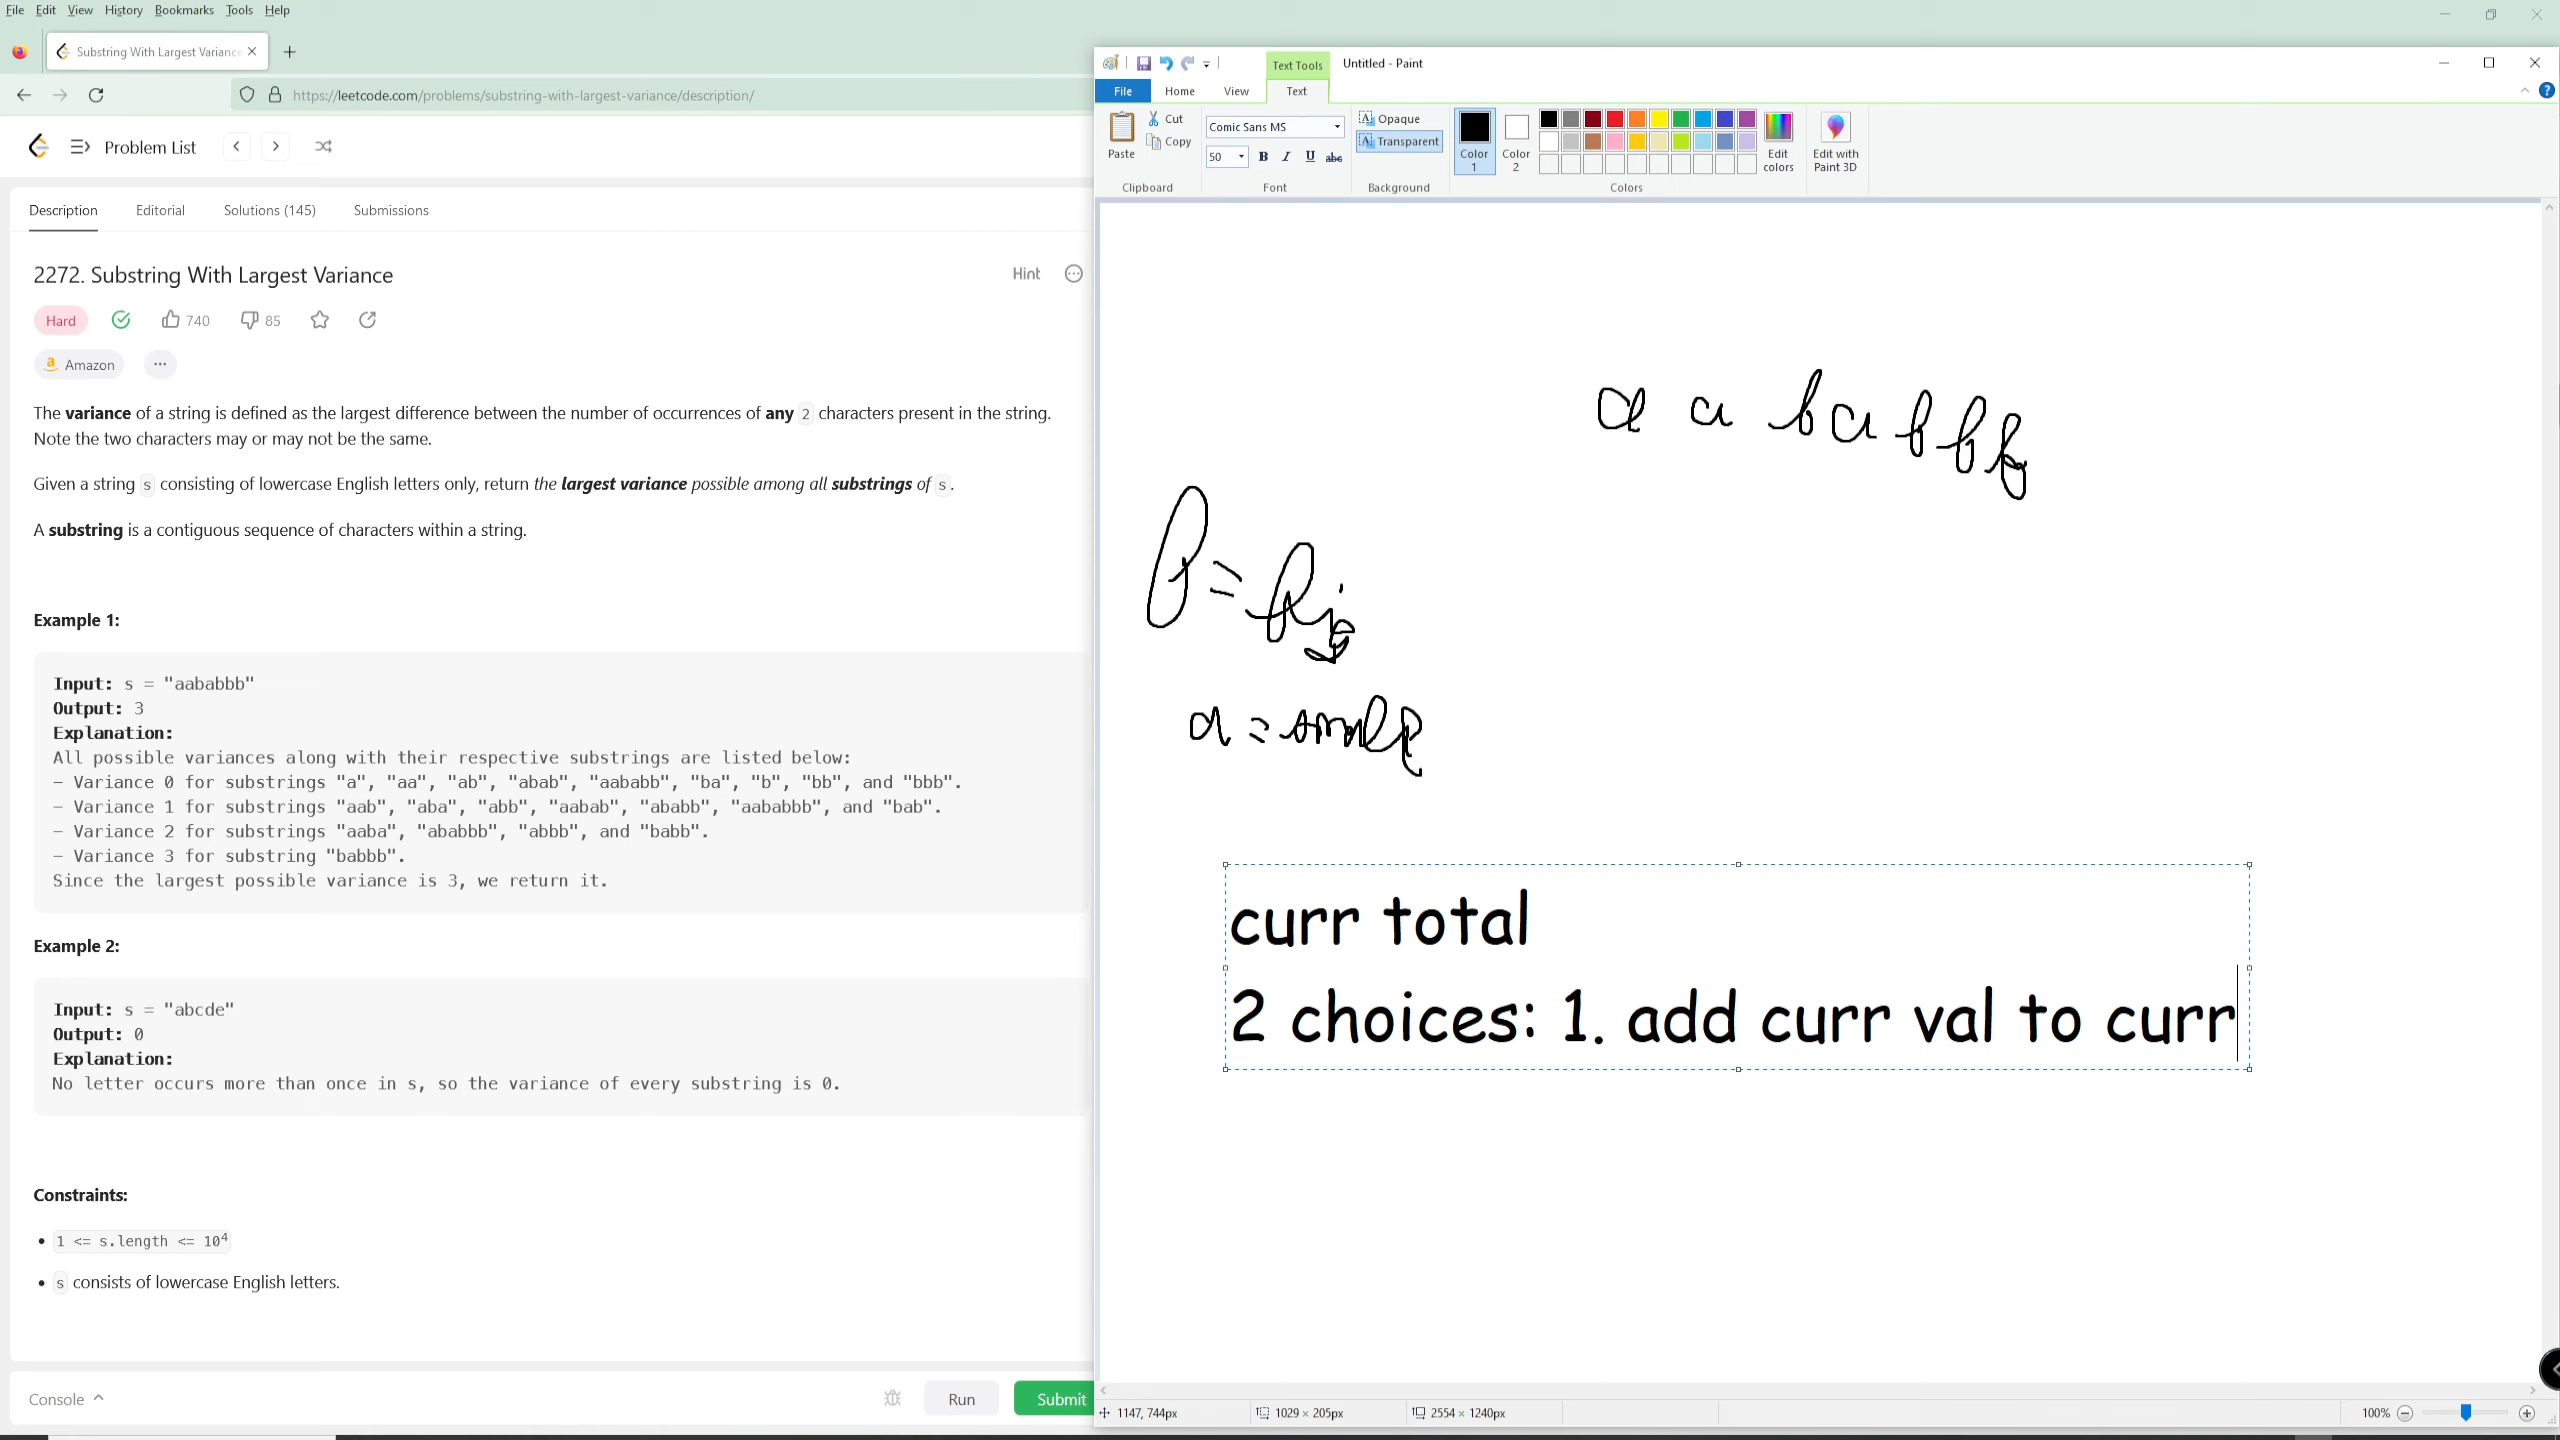 File Edit View History Bookmarks Tools Help
Substring With Largest Variance
https://leetcode.com/problems/substring-with-largest-variance/description/
Problem List
Description Editorial Solutions (145) Submissions
2272. Substring With Largest Variance
Hint
Hard 740 85
Amazon
The variance of a string is defined as the largest difference between the number of occurrences of any 2 characters present in the string.
Note the two characters may or may not be the same.
Given a string s consisting of lowercase English letters only, return the largest variance possible among all substrings of s.
A substring is a contiguous sequence of characters within a string.
Example 1:
Input: s = "aababbb"
Output: 3
Explanation:
All possible variances along with their respective substrings are listed below:
- Variance 0 for substrings "a", "aa", "ab", "abab", "aababb", "ba", "b", "bb", and "bbb".
- Variance 1 for substrings "aab", "aba", "abb", "aabab", "ababb", "aababbb", and "bab".
- Variance 2 for substrings "aaba", "ababbb", "abbb", and "babb".
- Variance 3 for substring "babbb".
Since the largest possible variance is 3, we return it.
Example 2:
Input: s = "abcde"
Output: 0
Explanation:
No letter occurs more than once in s, so the variance of every substring is 0.
Constraints:
1 <= s.length <= 10⁴
s consists of lowercase English letters.
Console Run Submit
Text Tools Untitled - Paint
File Home View Text
Paste Cut Copy
Clipboard
Comic Sans MS
50 B I U abc
Font
Opaque
Transparent
Background
Color 1
Color 2
Edit colors
Colors
Edit with Paint 3D
a a b a b b b
a =
curr total
2 choices: 1. add curr val to curr
1147, 744px 1029 × 205px 2554 × 1240px 100%